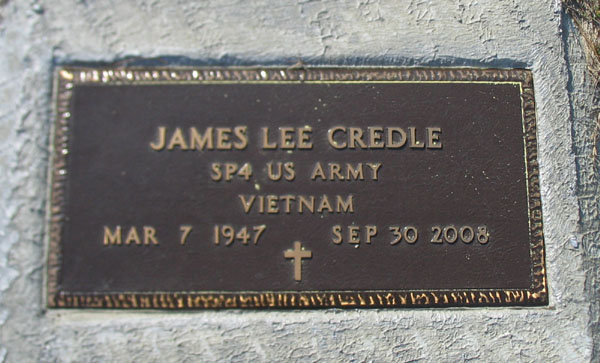 JAMES LEE CREDLE
SP4 US ARMY
VIETNAM
MAR 7 1947 SEP 30 2008